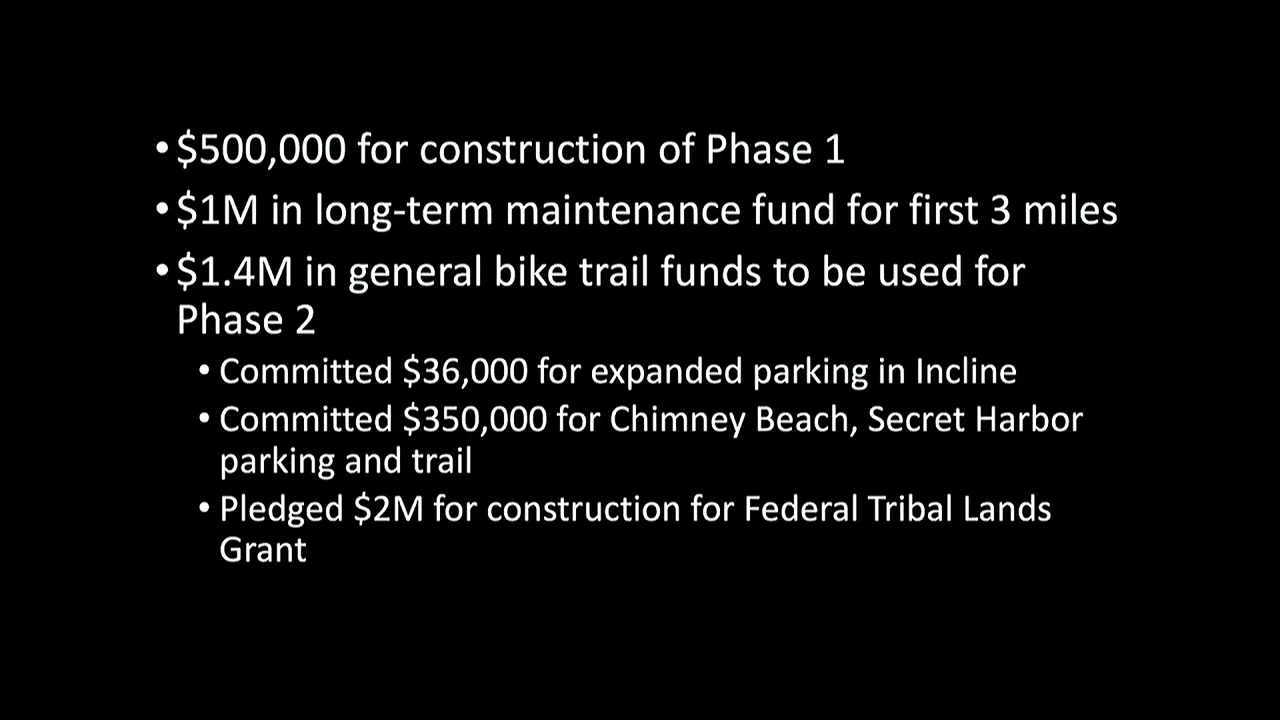 •$500,000 for construction of Phase 1
•$1M in long-term maintenance fund for first 3 miles
•$1.4M in general bike trail funds to be used for
Phase 2
• Committed $36,000 for expanded parking in Incline
• Committed $350,000 for Chimney Beach, Secret Harbor
parking and trail
• Pledged $2M for construction for Federal Tribal Lands
Grant